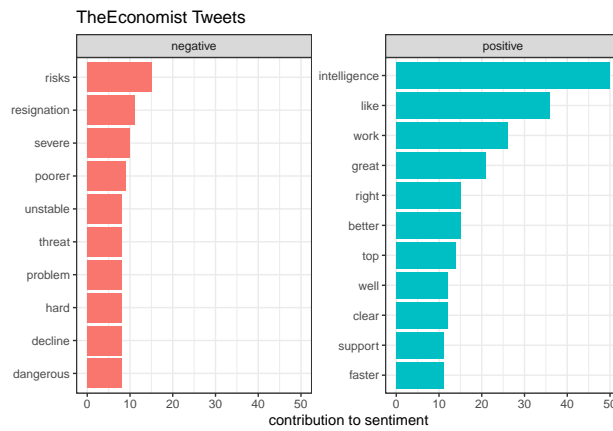 TheEconomist Tweets
negative
risks
resignation
severe
poorer
unstable
threat
problem
hard
decline
dangerous
0 10 20 30 40 50
positive
intelligence
like
work
great
right
better
top
well
clear
support
faster
0 10 20 30 40 50
contribution to sentiment